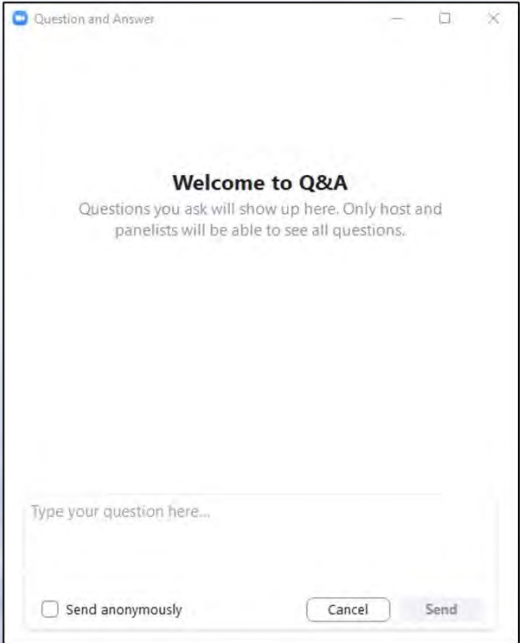 Question and Answer
Welcome to Q&A
Questions you ask will show up here. Only host and
panelists will be able to see all questions.
Type your question here...
Send anonymously
Cancel
Send